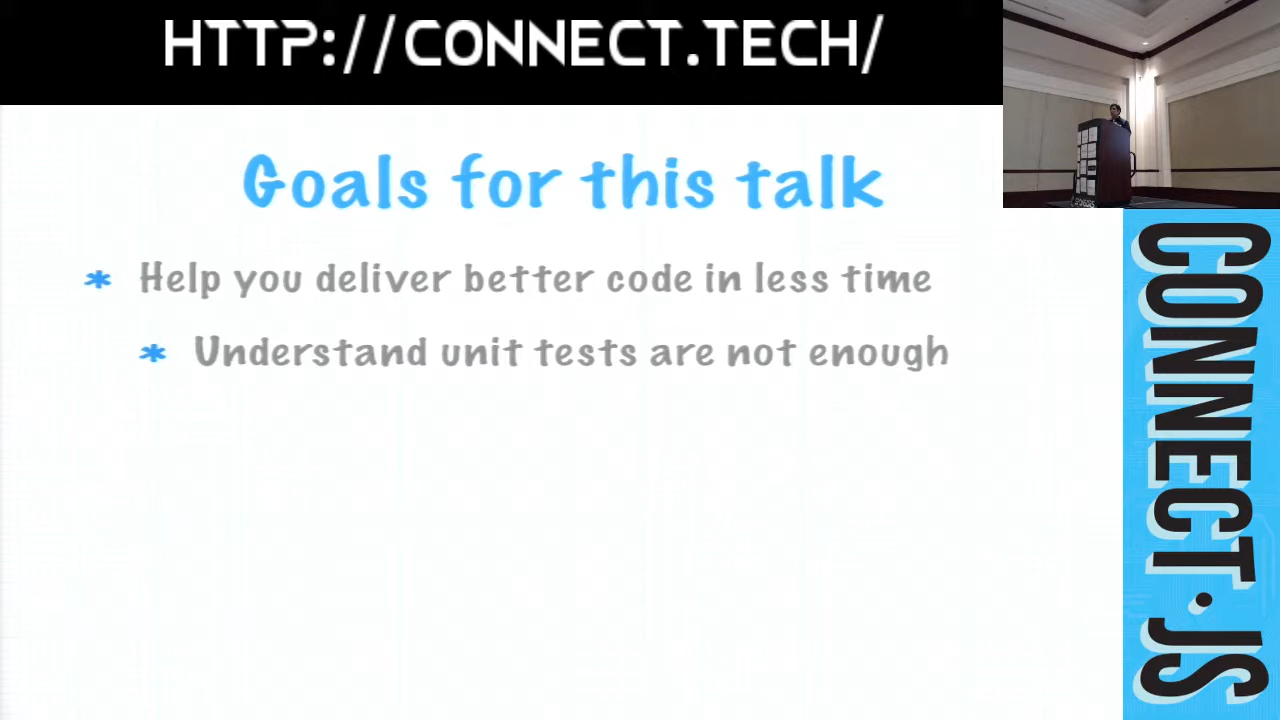 HTTP://CONNECT.TECH/
Goals for this talk
* Help you deliver better code in less time
* Understand unit tests are not enough
SPONSORS
CONNECT.JS